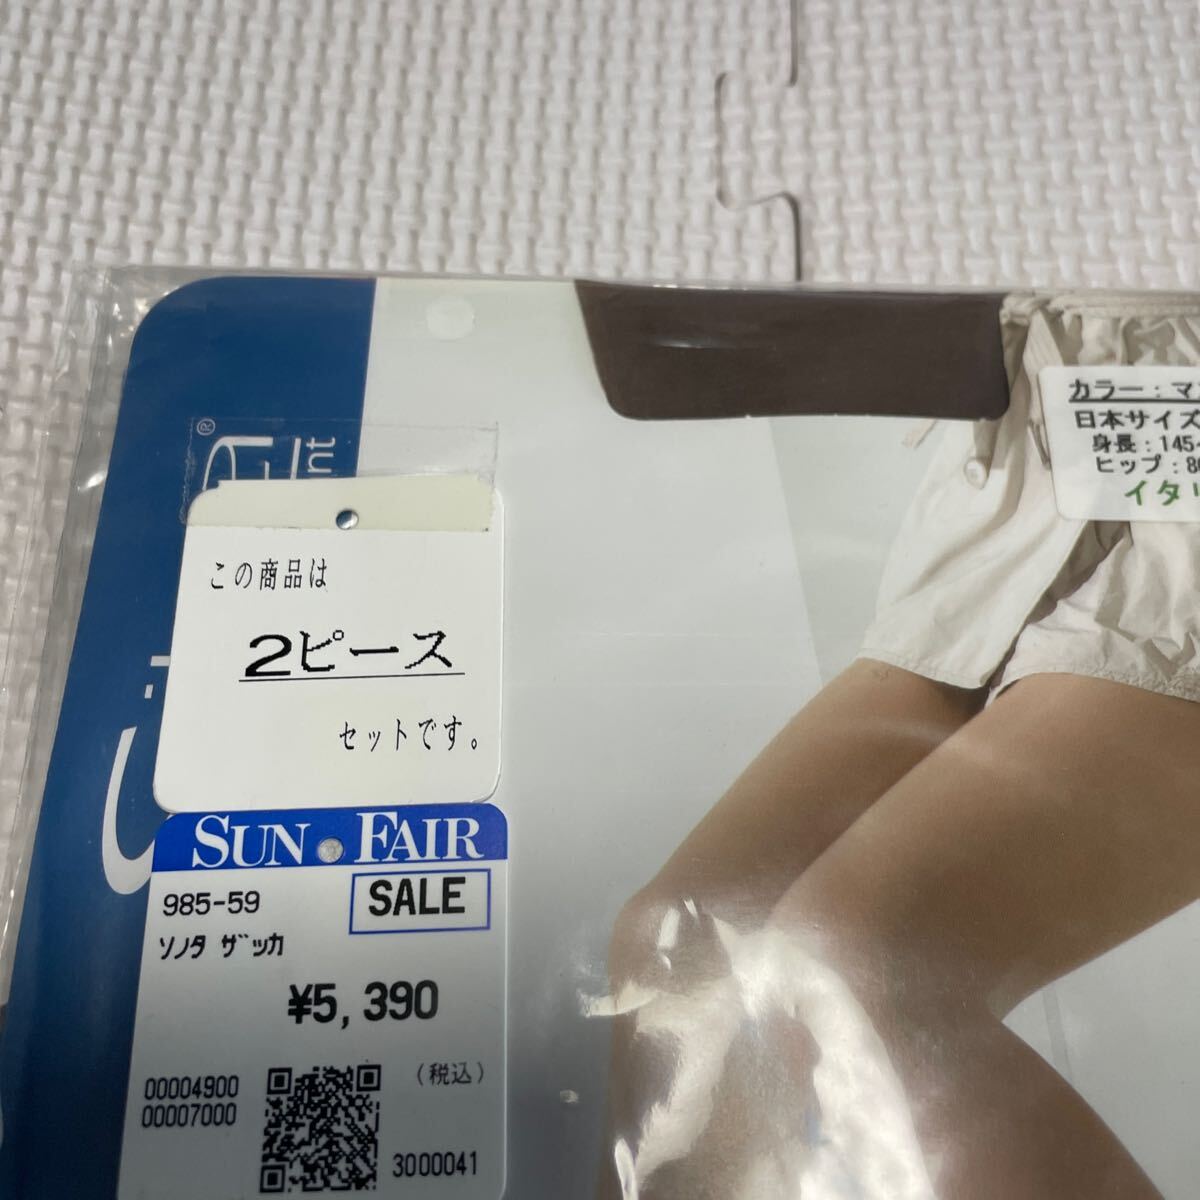 この商品は
2ピース
セットです。
SUN FAIR
985-59
SALE
ソノタ ザッカ
¥5,390
(税込)
00004900
00007000
3000041
カラー:マ
日本サイズ
身長:145
ヒップ:8
イタリ
®